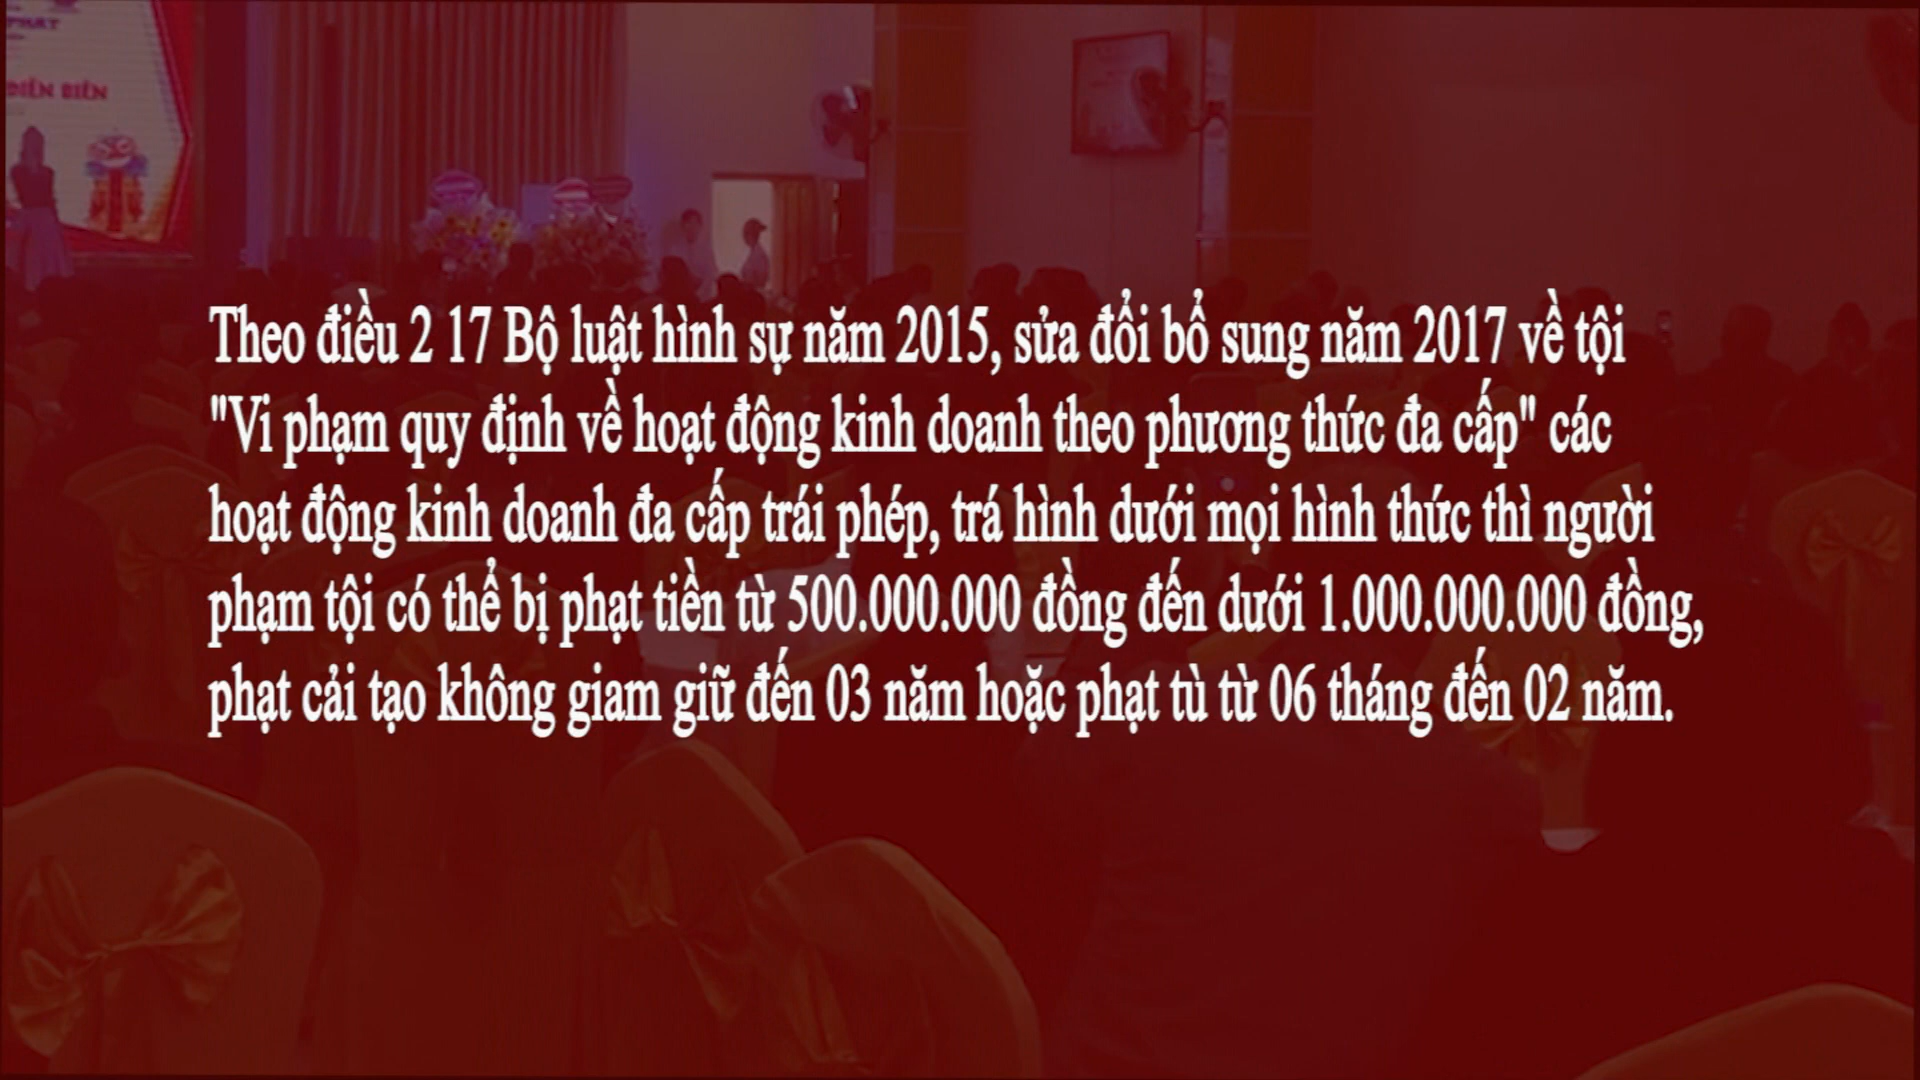 PHÁT
ĐIỆN BIÊN
Theo điều 2 17 Bộ luật hình sự năm 2015, sửa đổi bổ sung năm 2017 về tội
"Vi phạm quy định về hoạt động kinh doanh theo phương thức đa cấp" các
hoạt động kinh doanh đa cấp trái phép, trá hình dưới mọi hình thức thì người
phạm tội có thể bị phạt tiền từ 500.000.000 đồng đến dưới 1.000.000.000 đồng,
phạt cải tạo không giam giữ đến 03 năm hoặc phạt tù từ 06 tháng đến 02 năm.